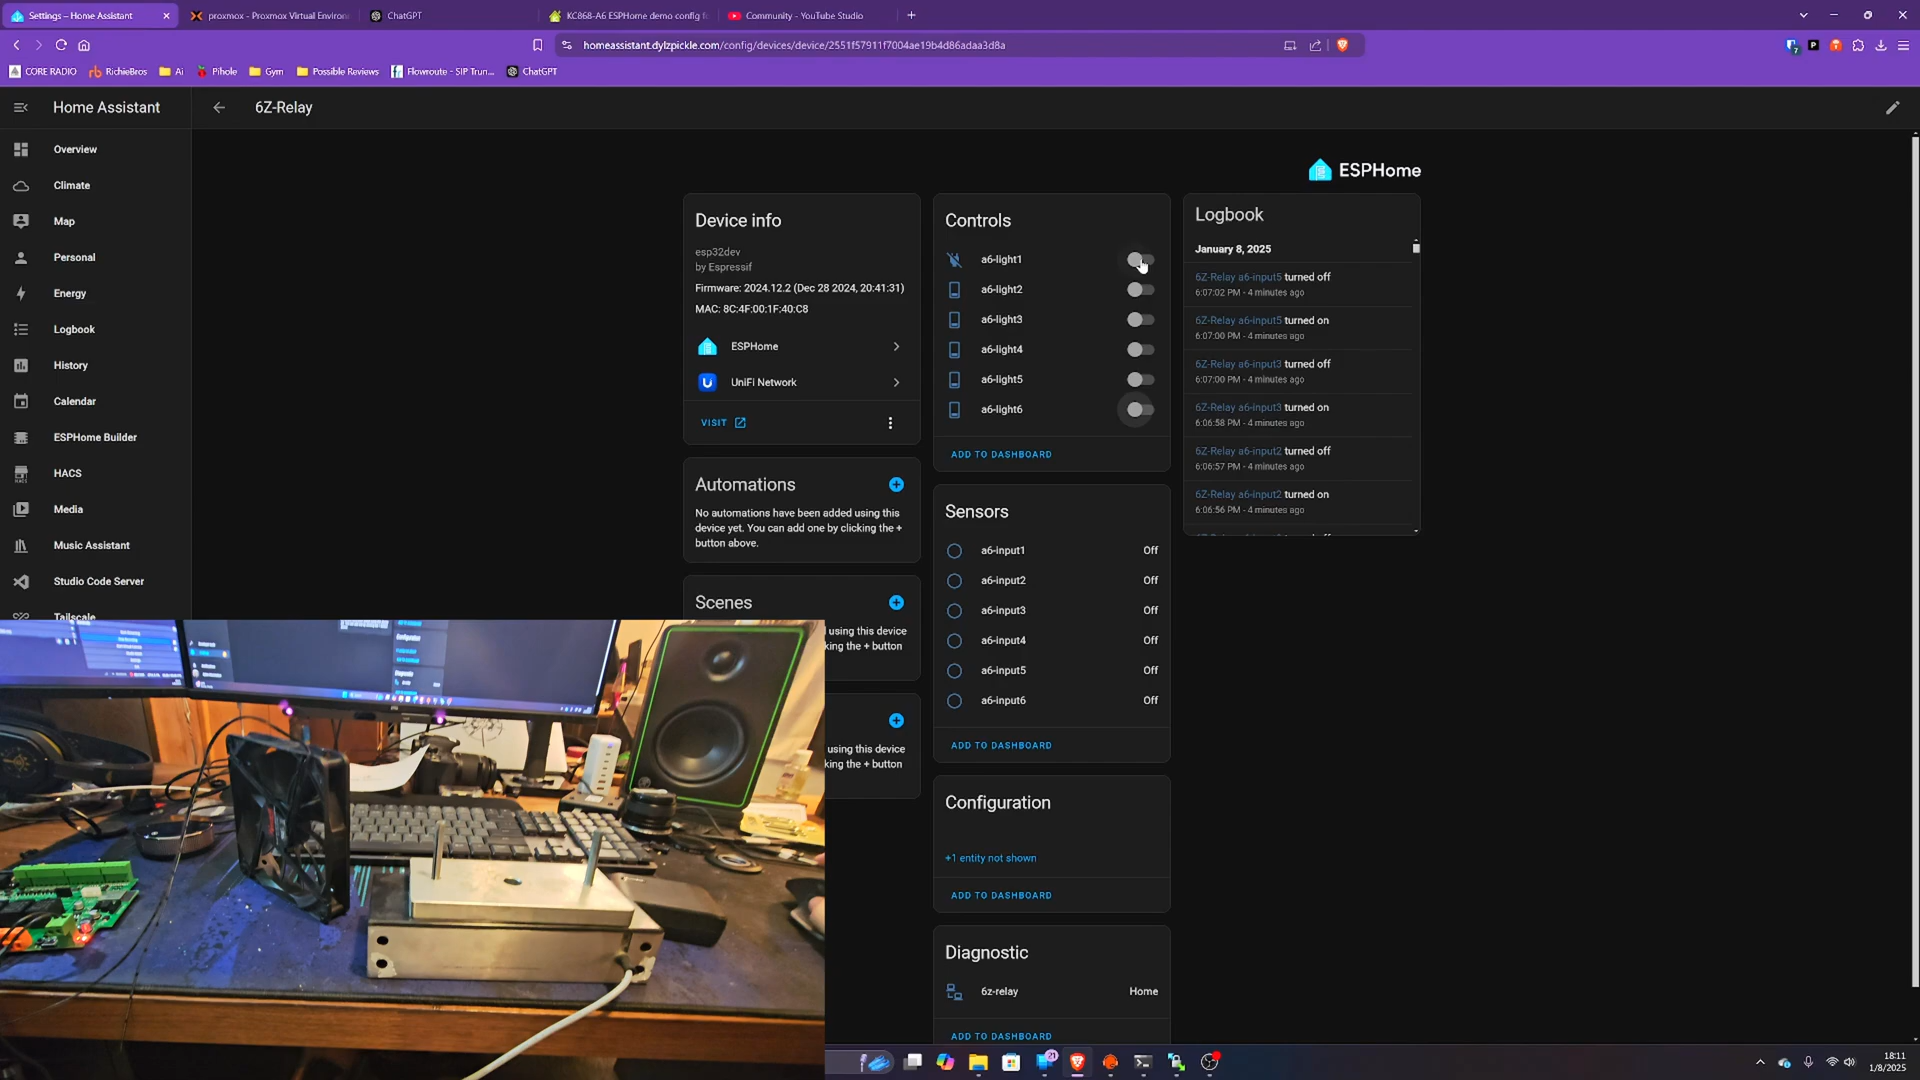 Settings – Home Assistant
proxmox - Proxmox Virtual Environ
ChatGPT
KC868-A6 ESPHome demo config f
Community - YouTube Studio
homeassistant.dylzpickle.com/config/devices/device/2551f57911f7004ae19b4d86adaa3d8a
CORE RADIO
RichieBros
Ai
Pihole
Gym
Possible Reviews
Flowroute - SIP Trun...
ChatGPT
Home Assistant
6Z-Relay
Overview
Climate
Map
Personal
Energy
Logbook
History
Calendar
ESPHome Builder
HACS
Media
Music Assistant
Studio Code Server
Tailscale
ESPHome
Device info
esp32dev
by Espressif
Firmware: 2024.12.2 (Dec 28 2024, 20:41:31)
MAC: 8C:4F:00:1F:40:C8
ESPHome
UniFi Network
VISIT
Automations
No automations have been added using this
device yet. You can add one by clicking the +
button above.
Scenes
using this device
king the + button
using this device
king the + button
Controls
a6-light1
a6-light2
a6-light3
a6-light4
a6-light5
a6-light6
ADD TO DASHBOARD
Sensors
a6-input1 Off
a6-input2 Off
a6-input3 Off
a6-input4 Off
a6-input5 Off
a6-input6 Off
ADD TO DASHBOARD
Configuration
+1 entity not shown
ADD TO DASHBOARD
Diagnostic
6z-relay Home
ADD TO DASHBOARD
Logbook
January 8, 2025
6Z-Relay a6-input5 turned off
6:07:02 PM - 4 minutes ago
6Z-Relay a6-input5 turned on
6:07:00 PM - 4 minutes ago
6Z-Relay a6-input3 turned off
6:07:00 PM - 4 minutes ago
6Z-Relay a6-input3 turned on
6:06:58 PM - 4 minutes ago
6Z-Relay a6-input2 turned off
6:06:57 PM - 4 minutes ago
6Z-Relay a6-input2 turned on
6:06:56 PM - 4 minutes ago
21
18:11
1/8/2025